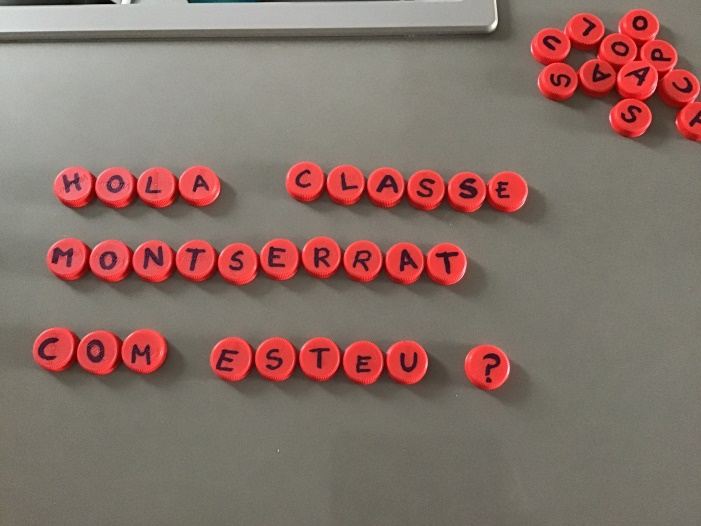 HOLA CLASSE
MONTSERRAT
COM ESTEU ?